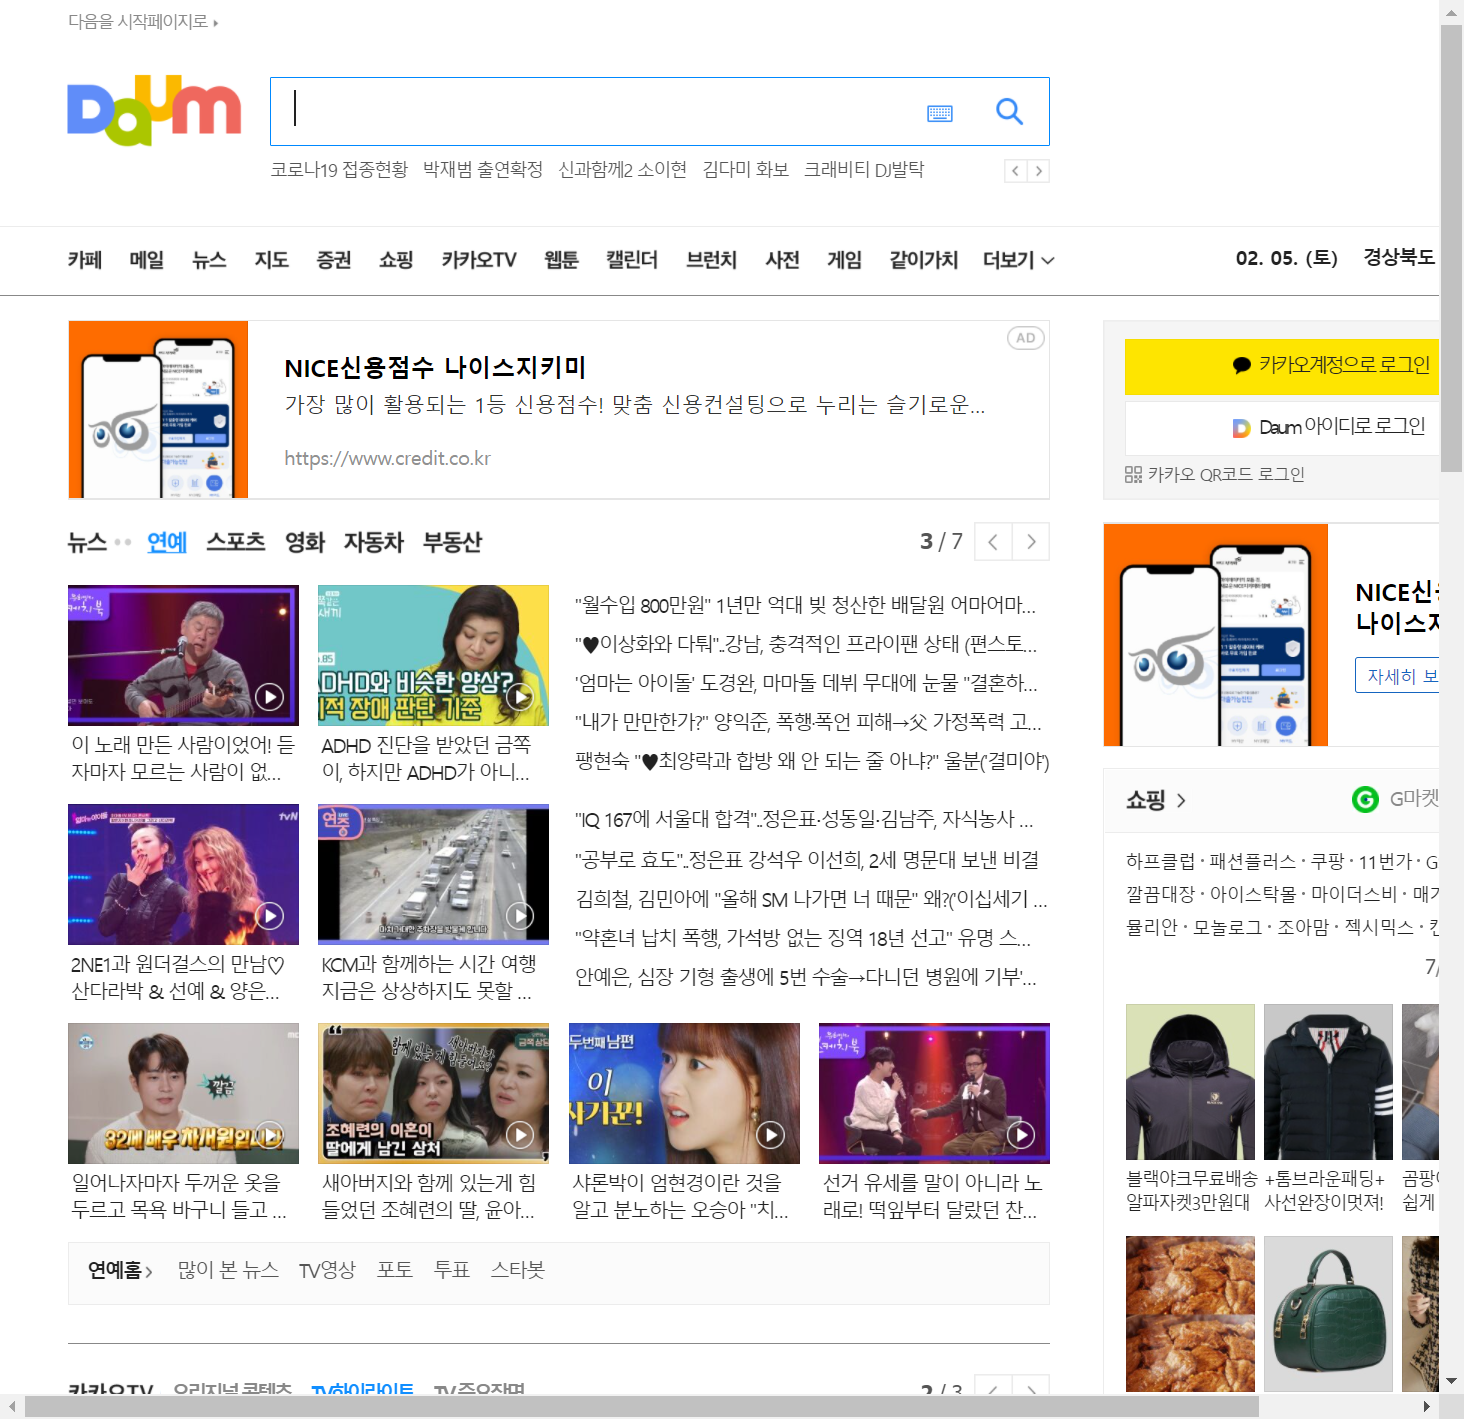 다음을 시작페이지로
Daum
코로나19 접종현황 박재범 출연확정 신과함께2 소이현 김다미 화보 크래비티 DJ발탁
카페 메일 뉴스 지도 증권 쇼핑 카카오TV 웹툰 캘린더 브런치 사전 게임 같이가치 더보기
02. 05. (토) 경상북도
AD
NICE신용점수 나이스지키미
가장 많이 활용되는 1등 신용점수! 맞춤 신용컨설팅으로 누리는 슬기로운...
https://www.credit.co.kr
카카오계정으로 로그인
Daum 아이디로 로그인
카카오 QR코드 로그인
뉴스 연예 스포츠 영화 자동차 부동산
3 / 7
NICE신
나이스지
자세히 보
"월수입 800만원" 1년만 억대 빚 청산한 배달원 어마어마...
"♥이상화와 다퉈"..강남, 충격적인 프라이팬 상태 (편스토...
'엄마는 아이돌' 도경완, 마마돌 데뷔 무대에 눈물 "결혼하...
"내가 만만한가?" 양익준, 폭행·폭언 피해→父 가정폭력 고...
팽현숙 "♥최양락과 합방 왜 안 되는 줄 아냐?" 울분('결미야')
ADHD와 비슷한 양상?
적 장애 판단 기준
이 노래 만든 사람이었어! 듣
자마자 모르는 사람이 없...
ADHD 진단을 받았던 금쪽
이, 하지만 ADHD가 아니...
쇼핑
G마켓
"IQ 167에 서울대 합격"..정은표·성동일·김남주, 자식농사 ...
"공부로 효도"..정은표 강석우 이선희, 2세 명문대 보낸 비결
김희철, 김민아에 "올해 SM 나가면 너 때문" 왜?('이십세기 ...
"약혼녀 납치 폭행, 가석방 없는 징역 18년 선고" 유명 스...
안예은, 심장 기형 출생에 5번 수술→다니던 병원에 기부'...
tvN
연중
하프클럽 · 패션플러스 · 쿠팡 · 11번가 · G
깔끔대장 · 아이스탁몰 · 마이더스비 · 매
뮬리안 · 모놀로그 · 조아맘 · 젝시믹스 · 칸
7/
2NE1과 원더걸스의 만남♡
산다라박 & 선예 & 양은...
KCM과 함께하는 시간 여행
지금은 상상하지도 못할 ...
깔끔
32세 배우 차서원입니다
새아버지랑
함께 있는 게 힘들어요?
금쪽상담
조혜련의 이혼이
딸에게 남긴 상처
두번째 남편
이
사기꾼!
일어나자마자 두꺼운 옷을
두르고 목욕 바구니 들고 ...
새아버지와 함께 있는게 힘
들었던 조혜련의 딸, 윤아...
샤론박이 엄현경이란 것을
알고 분노하는 오승아 "치...
선거 유세를 말이 아니라 노
래로! 떡잎부터 달랐던 찬...
블랙야크무료배송
알파자켓3만원대
+톰브라운패딩+
사선완장이멋져!
곰팡이
쉽게
연예홈 많이 본 뉴스 TV영상 포토 투표 스타봇
카카오TV 오리지널 콘텐츠 TV하이라이트 TV 주요장면
2 / 3